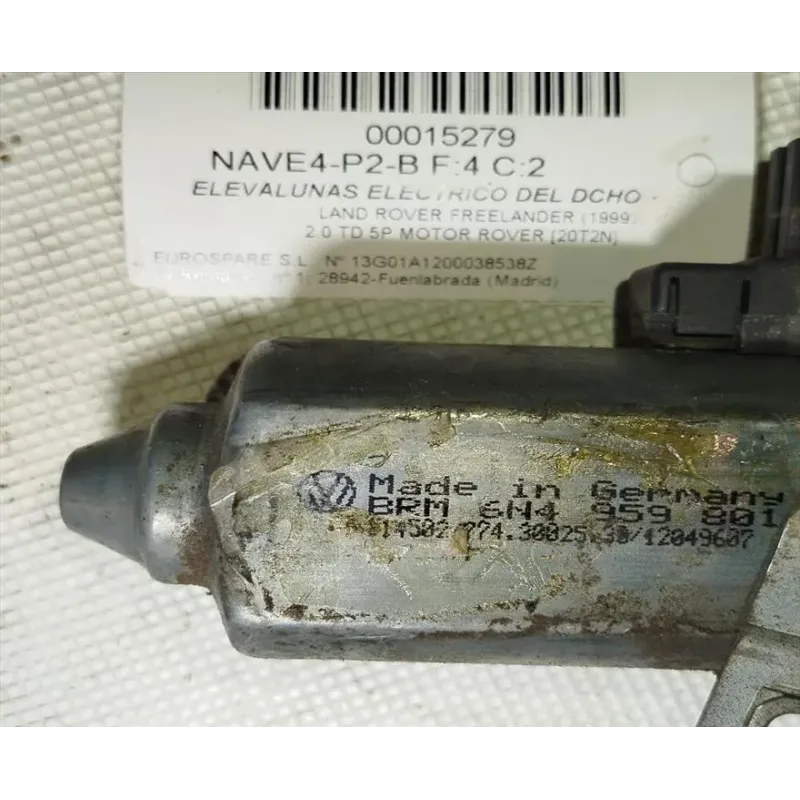 00015279
NAVE4-P2-B F:4 C:2
ELEVALUNAS ELECTRICO DEL DCHO
LAND ROVER FREELANDER (1999)
2.0 TD 5P MOTOR ROVER [20T2N]
EUROSPARE S.L. Nº 13G01A1200038538Z
28942-Fuenlabrada (Madrid)
Made in Germany
BRM 6N4 959 801